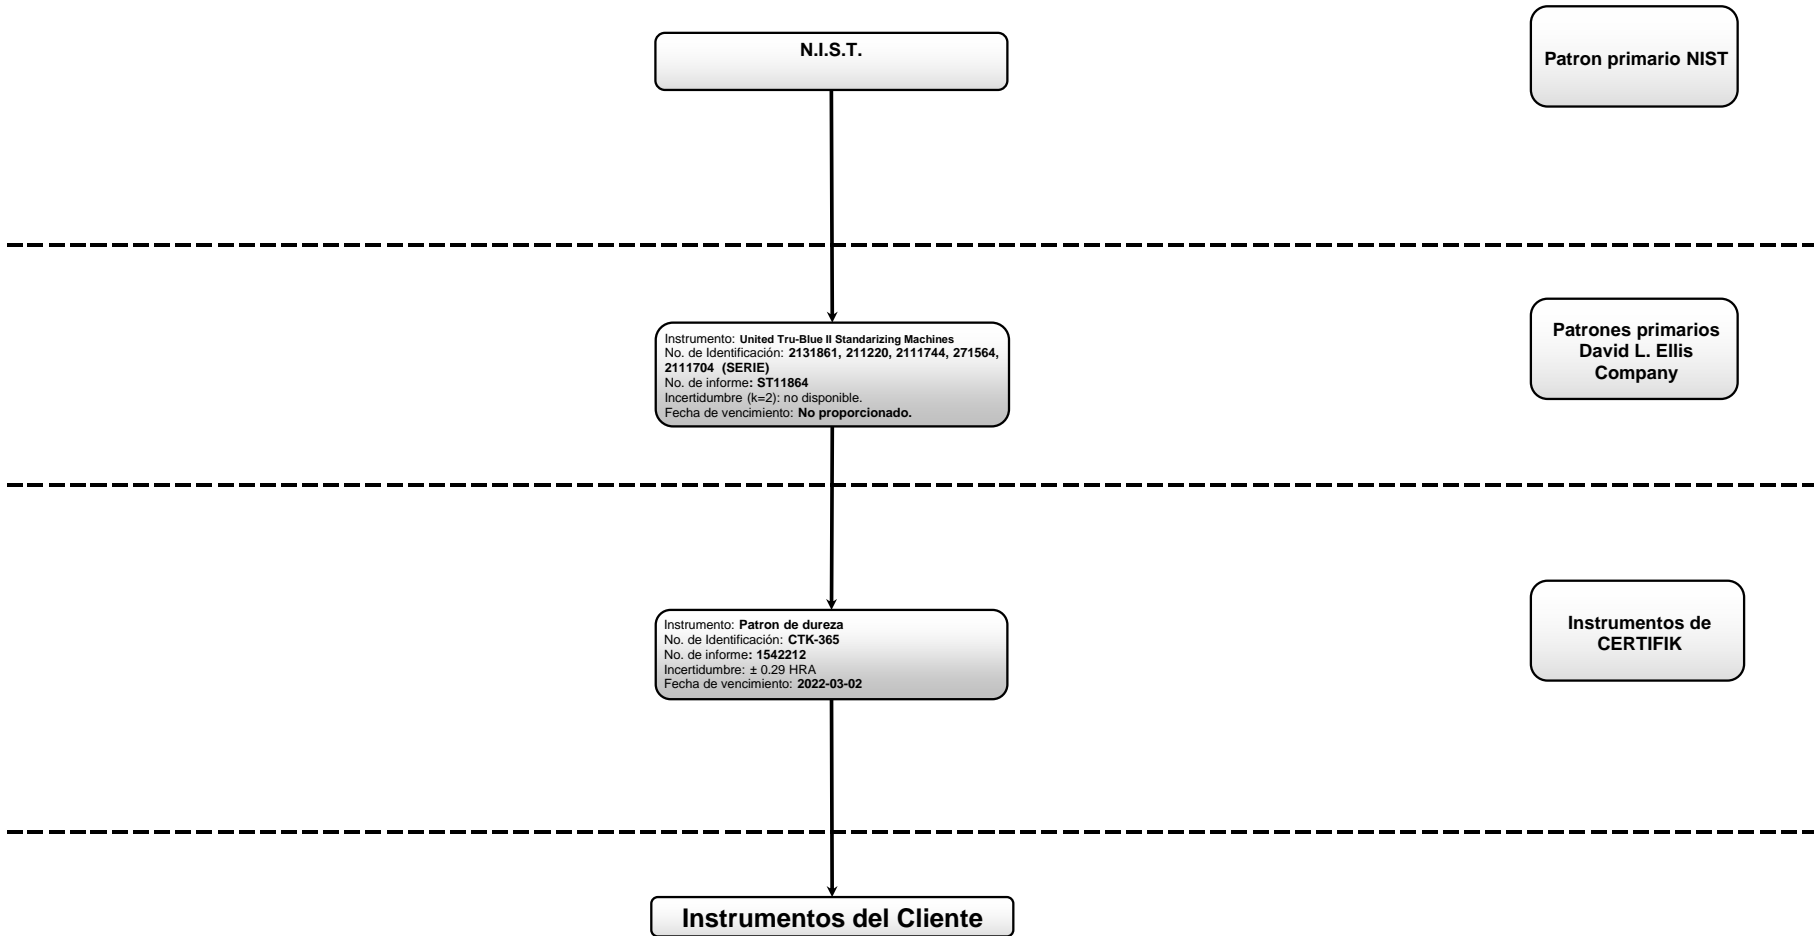 N.I.S.T.
Patron primario NIST
Instrumento: United Tru-Blue II Standarizing Machines
No. de Identificación: 2131861, 211220, 2111744, 271564,
2111704 (SERIE)
No. de informe: ST11864
Incertidumbre (k=2): no disponible.
Fecha de vencimiento: No proporcionado.
Patrones primarios
David L. Ellis
Company
Instrumento: Patron de dureza
No. de Identificación: CTK-365
No. de informe: 1542212
Incertidumbre: ± 0.29 HRA
Fecha de vencimiento: 2022-03-02
Instrumentos de
CERTIFIK
Instrumentos del Cliente